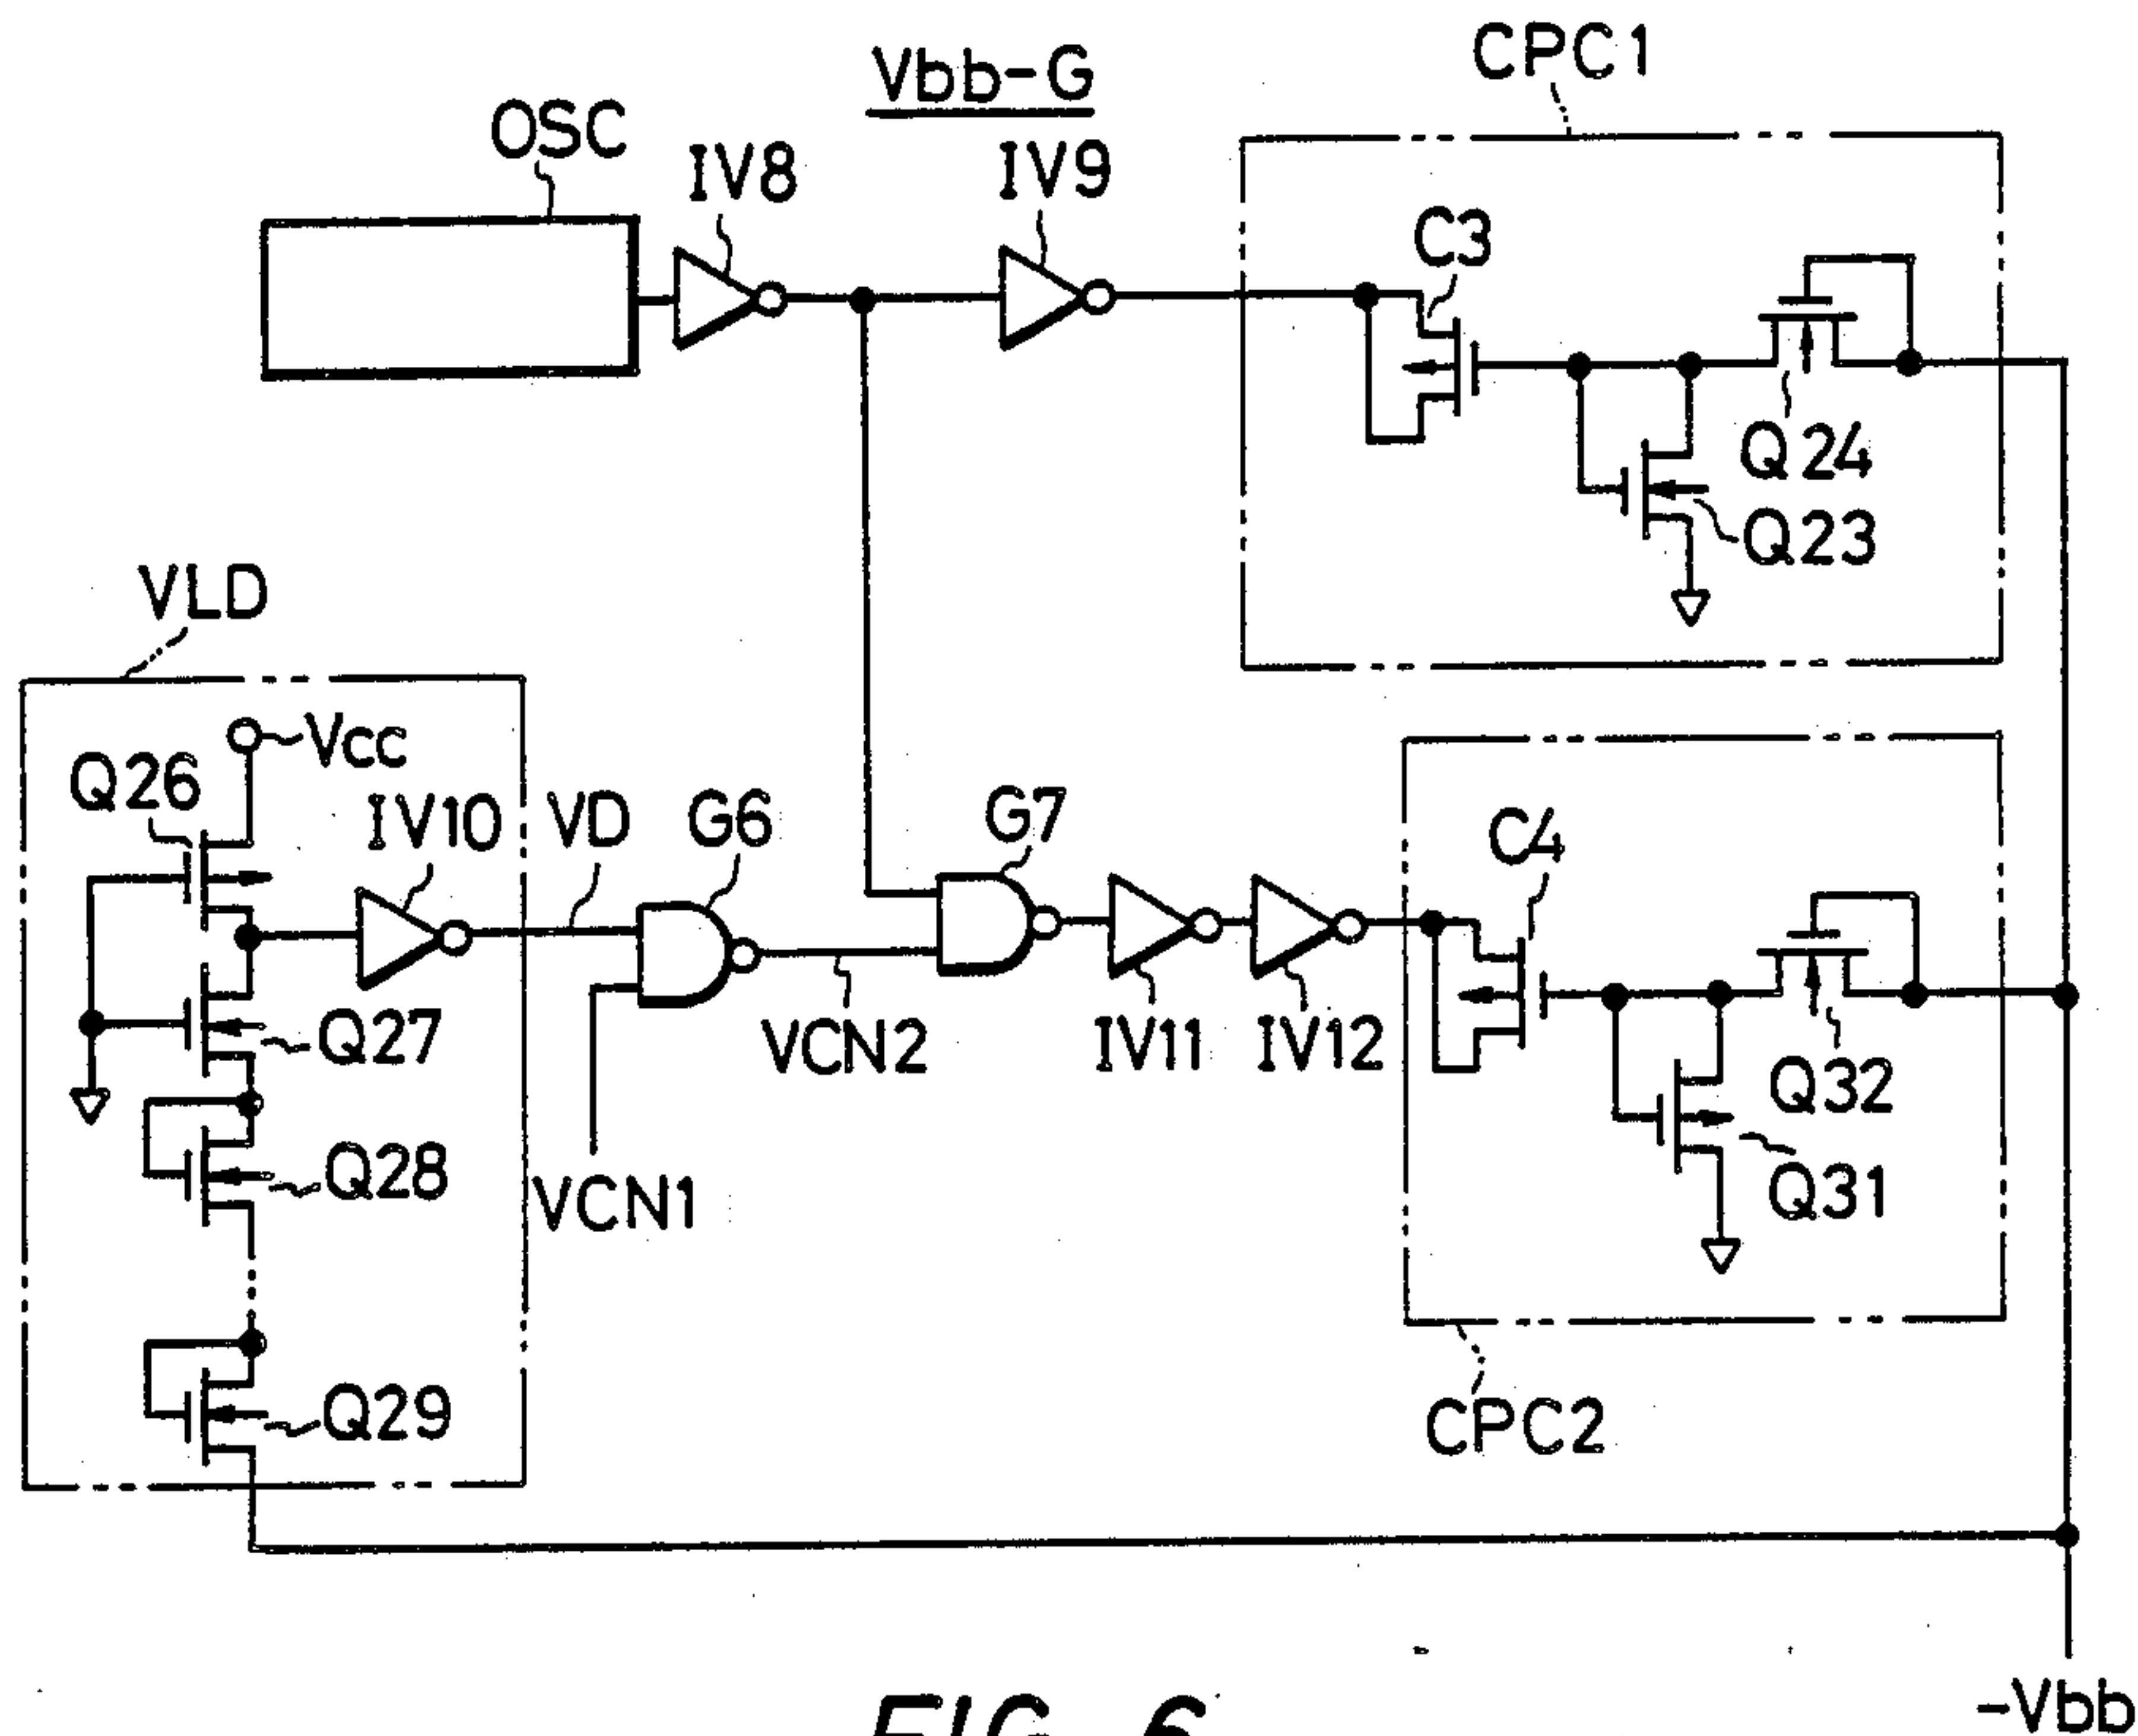 Vbb-G
CPC1
OSC
IV8
IV9
C3
Q24
Q23
VLD
Vcc
Q26
IV10
VD
G6
G7
C4
Q27
VCN2
IV11
IV12
Q32
Q28
VCN1
Q31
Q29
CPC2
-Vbb
FIG. 6